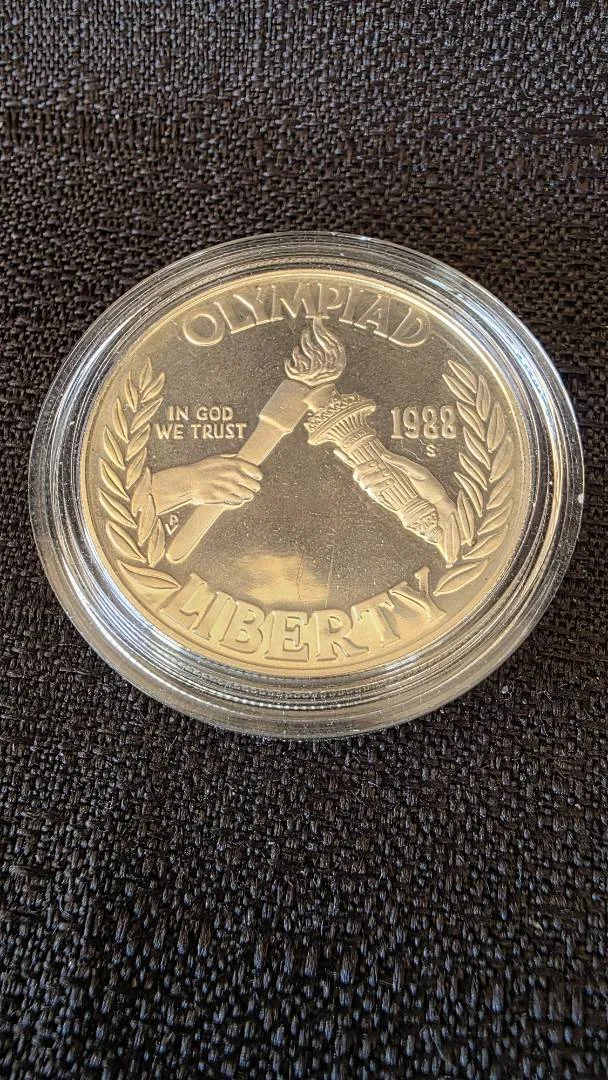 OLYMPIAD
IN GOD
WE TRUST
1988
S
LIBERTY